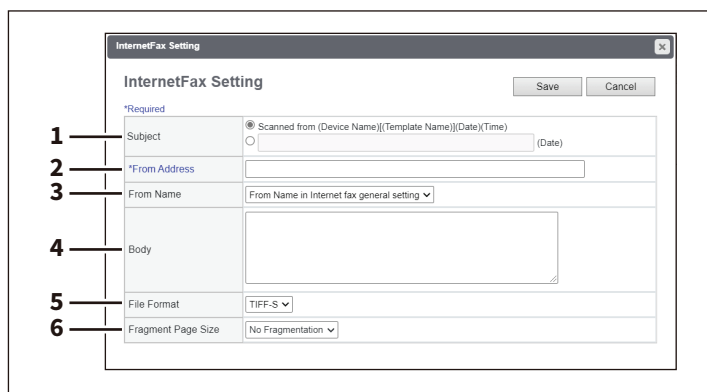 InternetFax Setting
InternetFax Setting
Save Cancel
*Required
1 Subject Scanned from (Device Name)[(Template Name)](Date)(Time)
(Date)
2 *From Address
3 From Name From Name in Internet fax general setting
4 Body
5 File Format TIFF-S
6 Fragment Page Size No Fragmentation